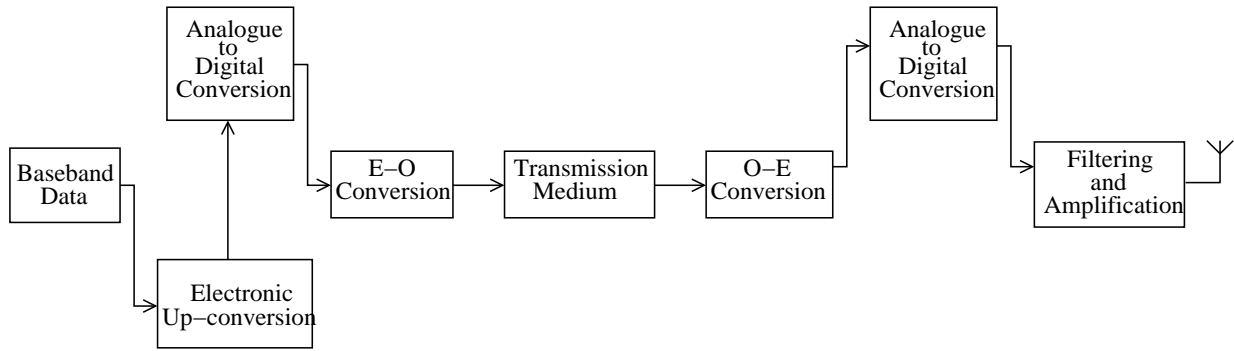 Baseband
Data
Electronic
Up−conversion
Analogue
to
Digital
Conversion
E−O
Conversion
Transmission
Medium
O−E
Conversion
Analogue
to
Digital
Conversion
Filtering
and
Amplification